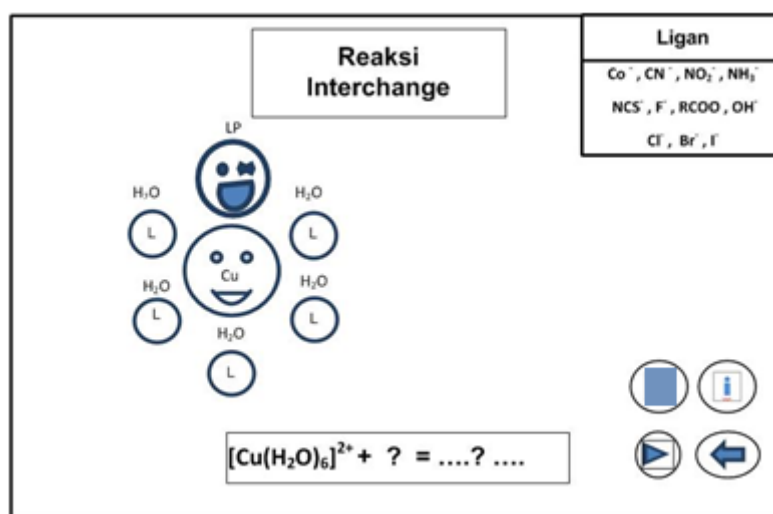 Reaksi
Interchange
Ligan
Co⁻, CN⁻, NO₂⁻, NH₃⁻
NCS⁻, F⁻, RCOO, OH⁻
Cl⁻, Br⁻, I⁻
LP
H₂O
H₂O
L
L
Cu
H₂O
H₂O
L
L
H₂O
L
[Cu(H₂O)₆]²⁺ + ? = ....? ....
i